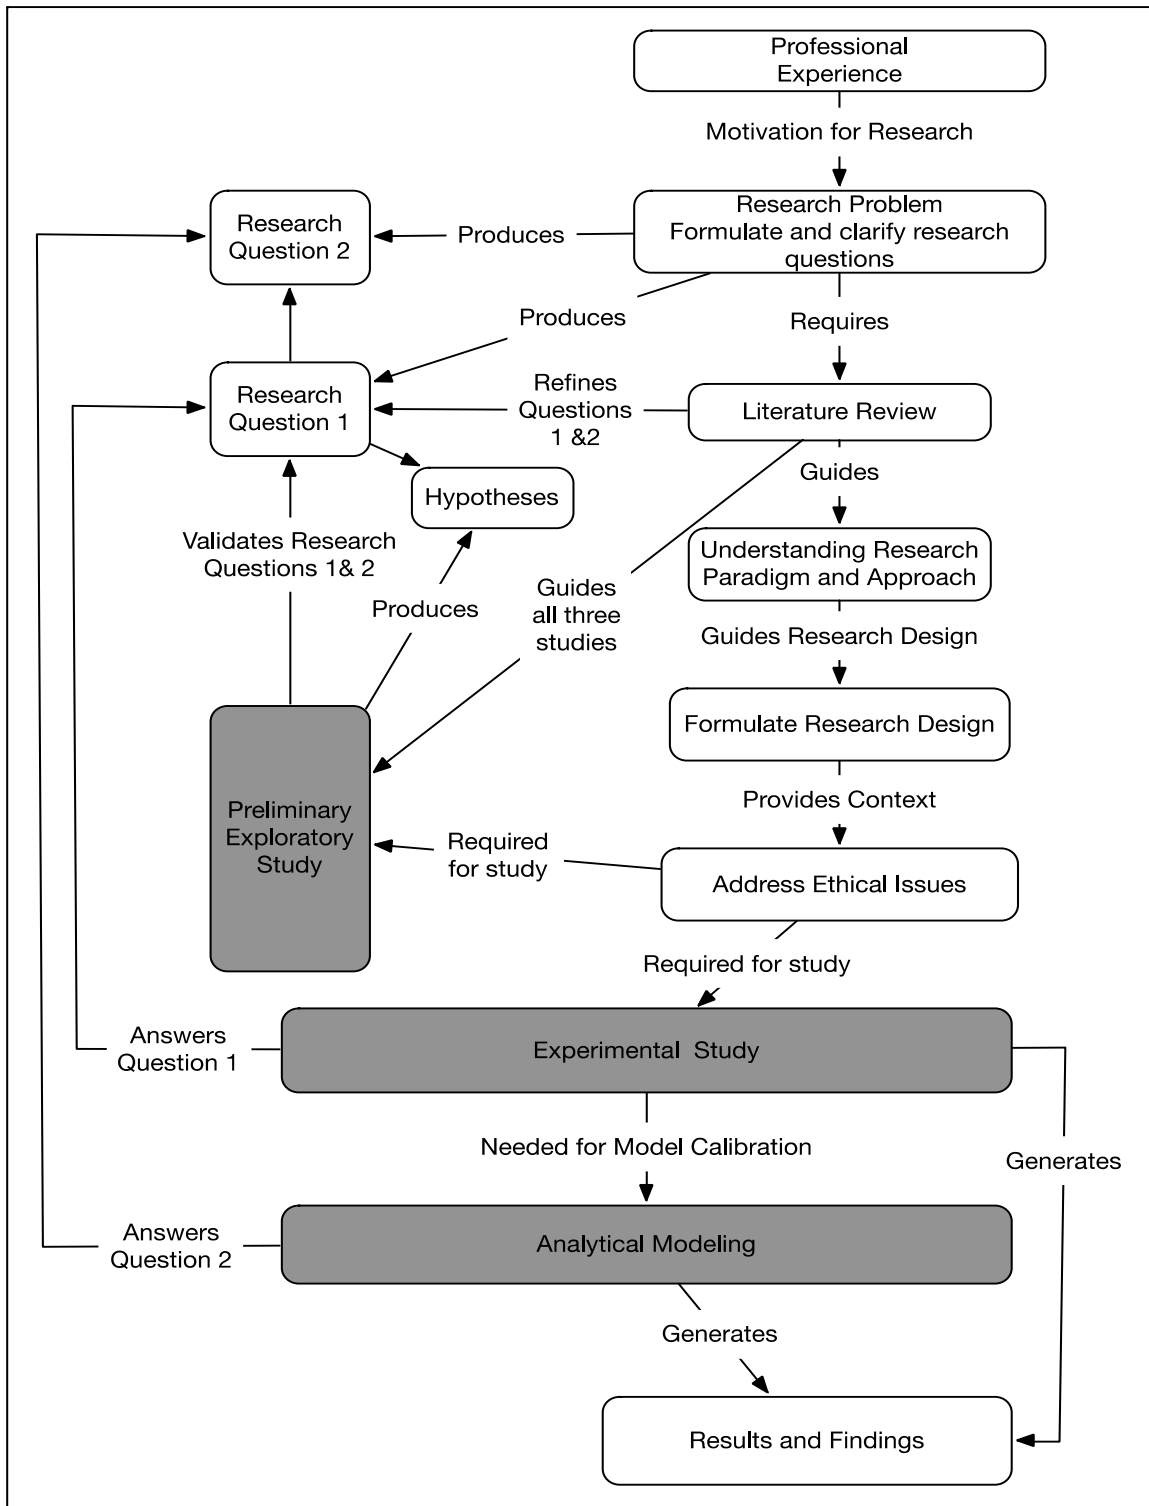 Professional
Experience
Motivation for Research
Research Problem
Formulate and clarify research
questions
Research
Question 2
Produces
Produces
Requires
Research
Question 1
Refines
Questions
1 &2
Literature Review
Guides
Hypotheses
Validates Research
Questions 1& 2
Produces
Guides
all three
studies
Understanding Research
Paradigm and Approach
Guides Research Design
Formulate Research Design
Provides Context
Preliminary
Exploratory
Study
Required
for study
Address Ethical Issues
Required for study
Answers
Question 1
Experimental  Study
Needed for Model Calibration
Generates
Answers
Question 2
Analytical Modeling
Generates
Results and Findings